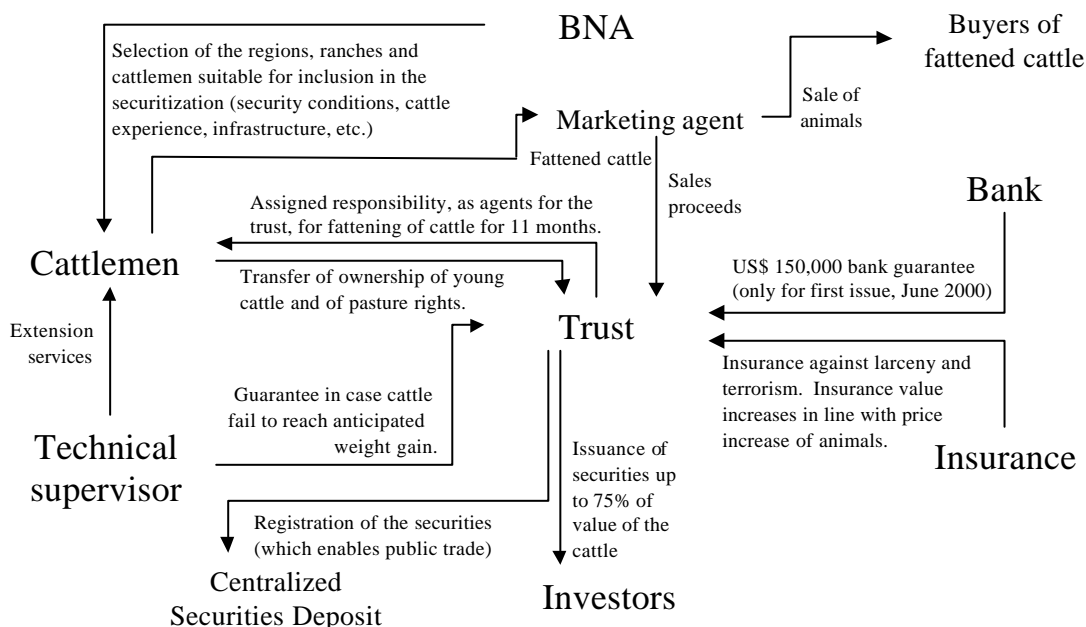 BNA
Buyers of
fattened cattle
Selection of the regions, ranches and
cattlemen suitable for inclusion in the
securitization (security conditions, cattle
experience, infrastructure, etc.)
Sale of
animals
Marketing agent
Fattened cattle
Sales
proceeds
Bank
Assigned responsibility, as agents for the
trust, for fattening of cattle for 11 months.
Cattlemen
Transfer of ownership of young
cattle and of pasture rights.
US$ 150,000 bank guarantee
(only for first issue, June 2000)
Trust
Extension
services
Insurance against larceny and
terrorism. Insurance value
increases in line with price
increase of animals.
Guarantee in case cattle
fail to reach anticipated
weight gain.
Technical
supervisor
Insurance
Issuance of
securities up
to 75% of
value of the
cattle
Registration of the securities
(which enables public trade)
Centralized
Securities Deposit
Investors